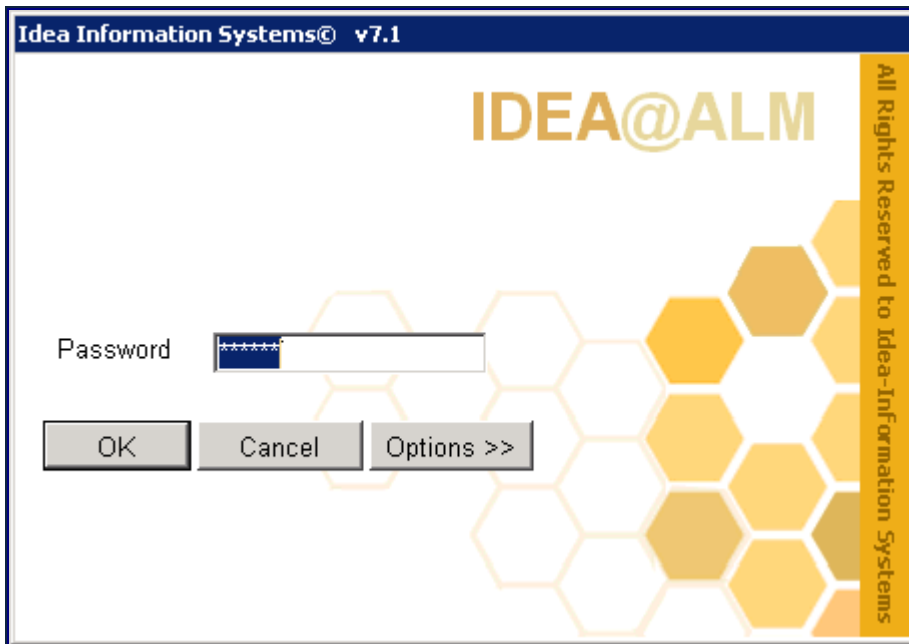 Idea Information Systems© v7.1
IDEA@ALM
All Rights Reserved to Idea-Information Systems
Password ******
OK Cancel Options >>